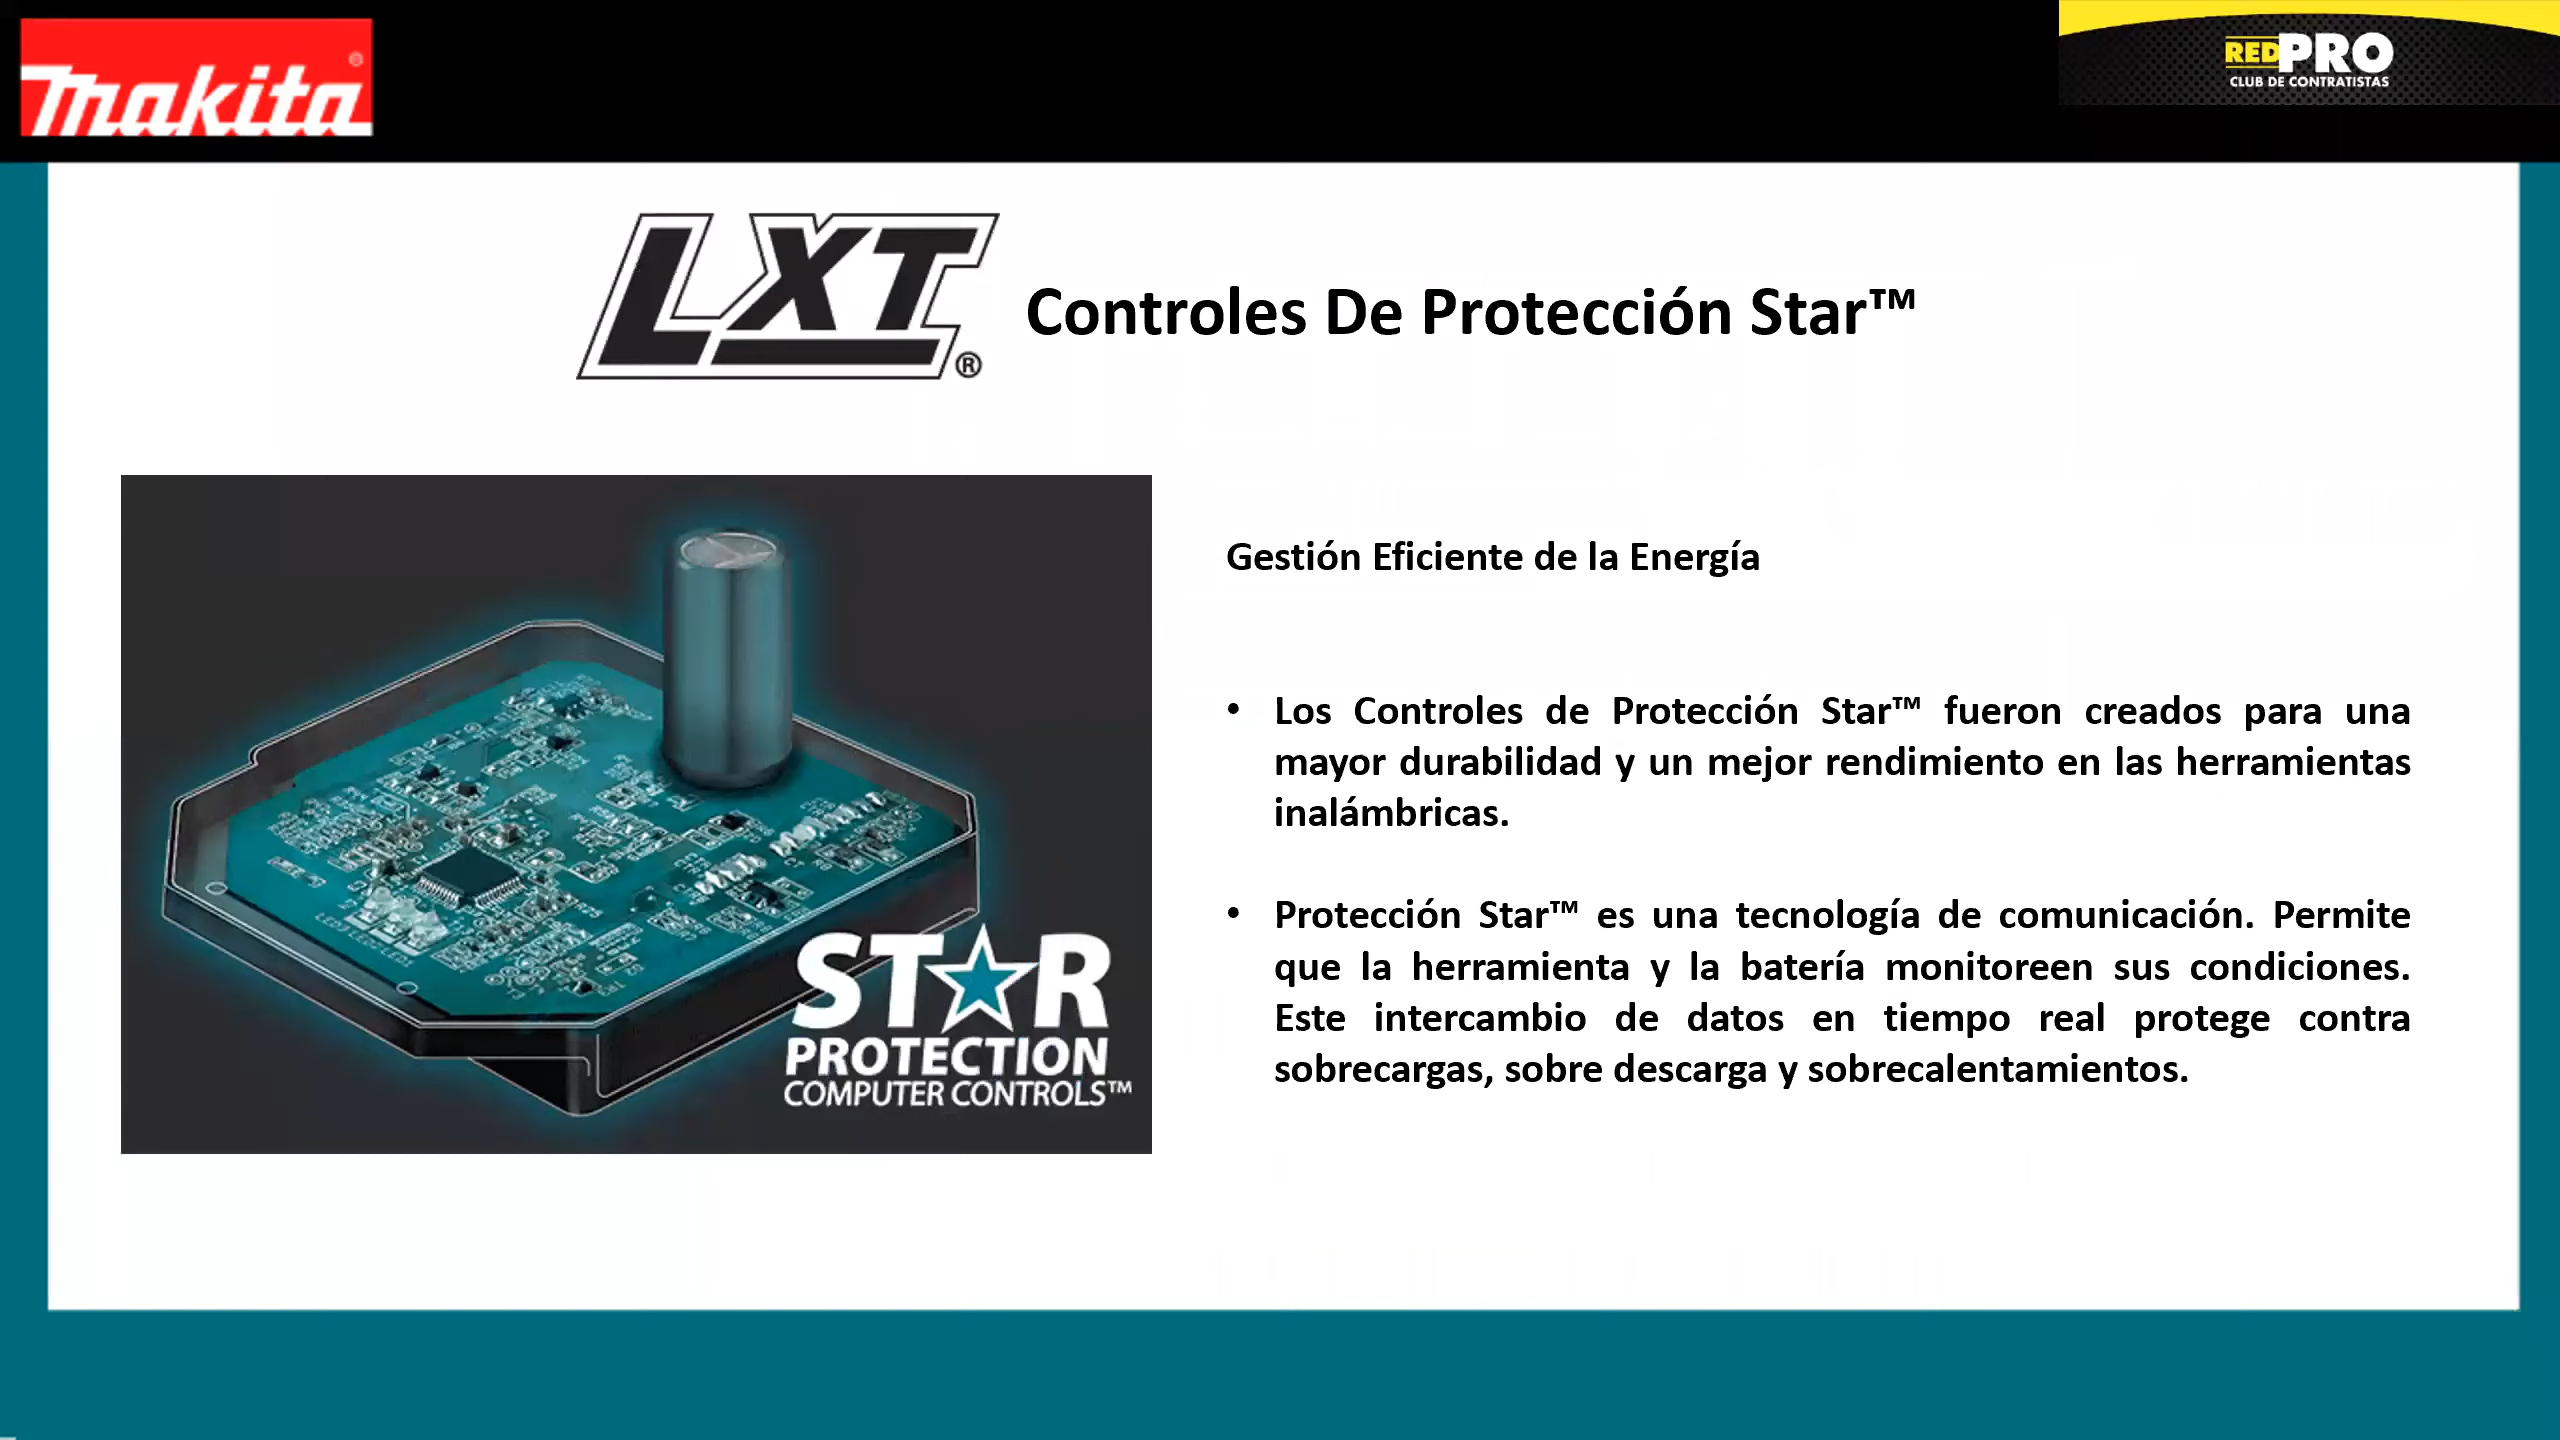 makita®
REDPRO
CLUB DE CONTRATISTAS
LXT® Controles De Protección Star™
Gestión Eficiente de la Energía
• Los Controles de Protección Star™ fueron creados para una
mayor durabilidad y un mejor rendimiento en las herramientas
inalámbricas.
• Protección Star™ es una tecnología de comunicación. Permite
que la herramienta y la batería monitoreen sus condiciones.
Este intercambio de datos en tiempo real protege contra
sobrecargas, sobre descarga y sobrecalentamientos.
STAR
PROTECTION
COMPUTER CONTROLS™